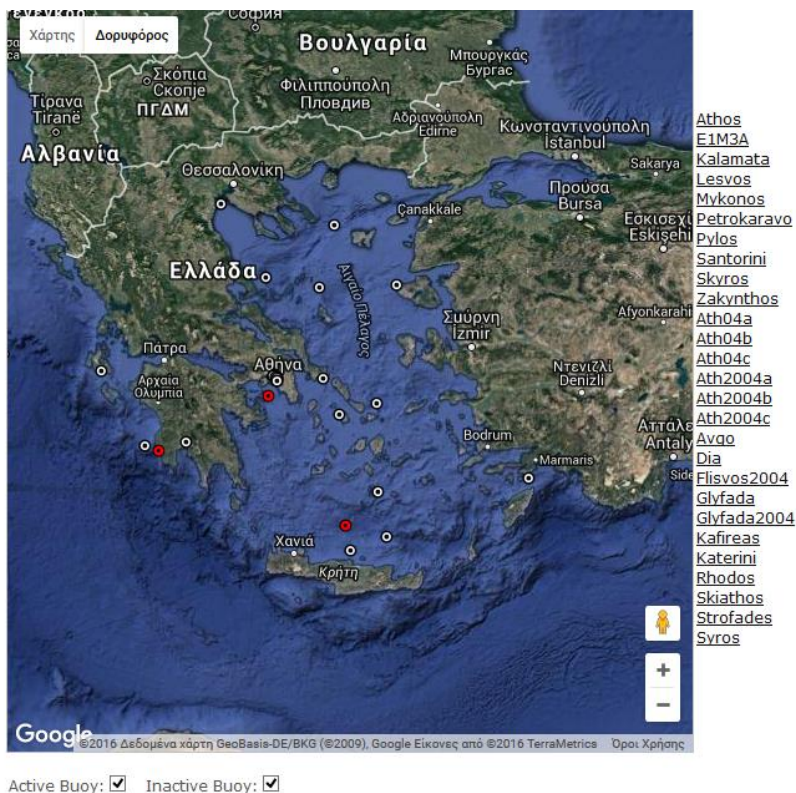 София
Χάρτης Δορυφόρος
Βουλγαρία
Μπουργκάς
Бургас
Σκόπια
Скопје
Φιλιππούπολη
Пловдив
Τίρανα
Tiranë
ΠΓΔΜ
Αδριανούπολη
Edirne
Κωνσταντινούπολη
Istanbul
Αλβανία
Θεσσαλονίκη
Sakarya
Προύσα
Bursa
Çanakkale
Εσκισεχί
Eskişehi
Ελλάδα
Αιγαίο Πέλαγος
Σμύρνη
İzmir
Afyonkarahi
Πάτρα
Αθήνα
Ντενιζλί
Denizli
Αρχαία
Ολυμπία
Αττάλε
Antaly
Bodrum
Marmaris
Side
Χανιά
Κρήτη
Google
©2016 Δεδομένα χάρτη GeoBasis-DE/BKG (©2009), Google Εικόνες από ©2016 TerraMetrics Όροι Χρήσης
Athos
E1M3A
Kalamata
Lesvos
Mykonos
Petrokaravo
Pylos
Santorini
Skyros
Zakynthos
Ath04a
Ath04b
Ath04c
Ath2004a
Ath2004b
Ath2004c
Avgo
Dia
Flisvos2004
Glyfada
Glyfada2004
Kafireas
Katerini
Rhodos
Skiathos
Strofades
Syros
Active Buoy: Inactive Buoy: